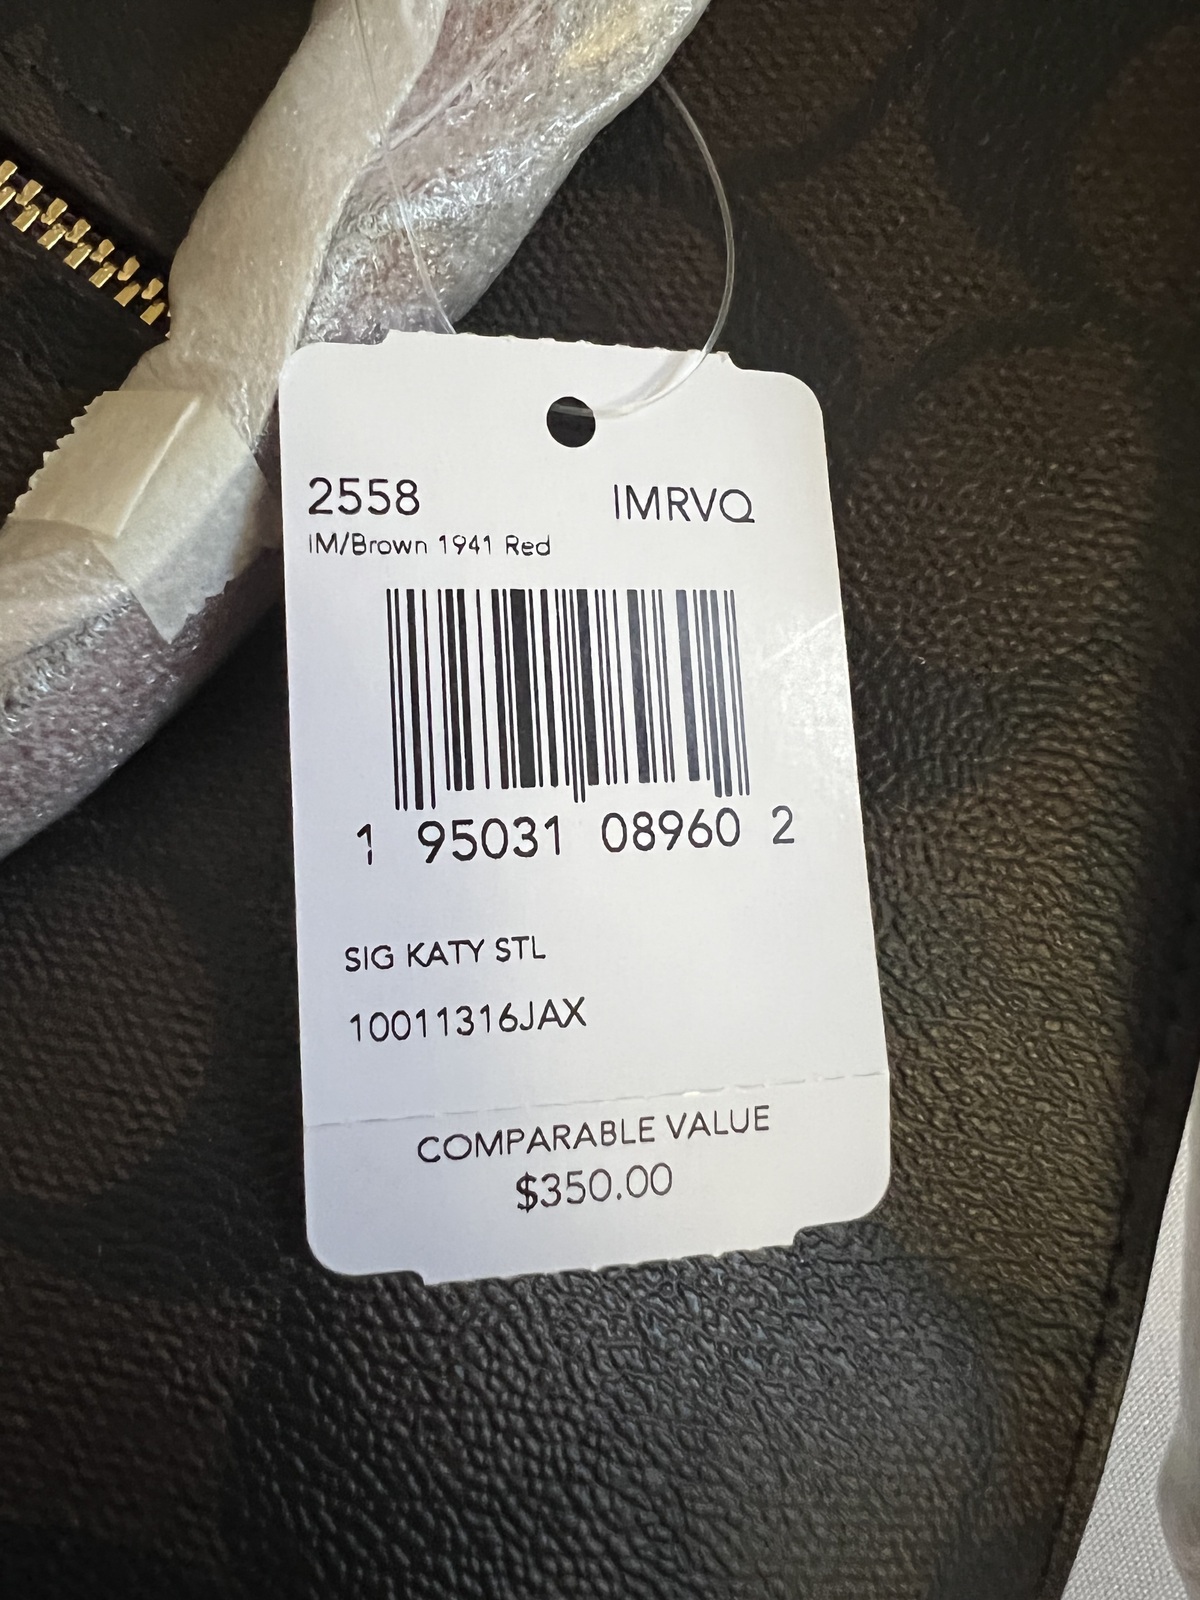 2558 IMRVQ
IM/Brown 1941 Red
1 95031 08960 2
SIG KATY STL
10011316JAX
COMPARABLE VALUE
$350.00